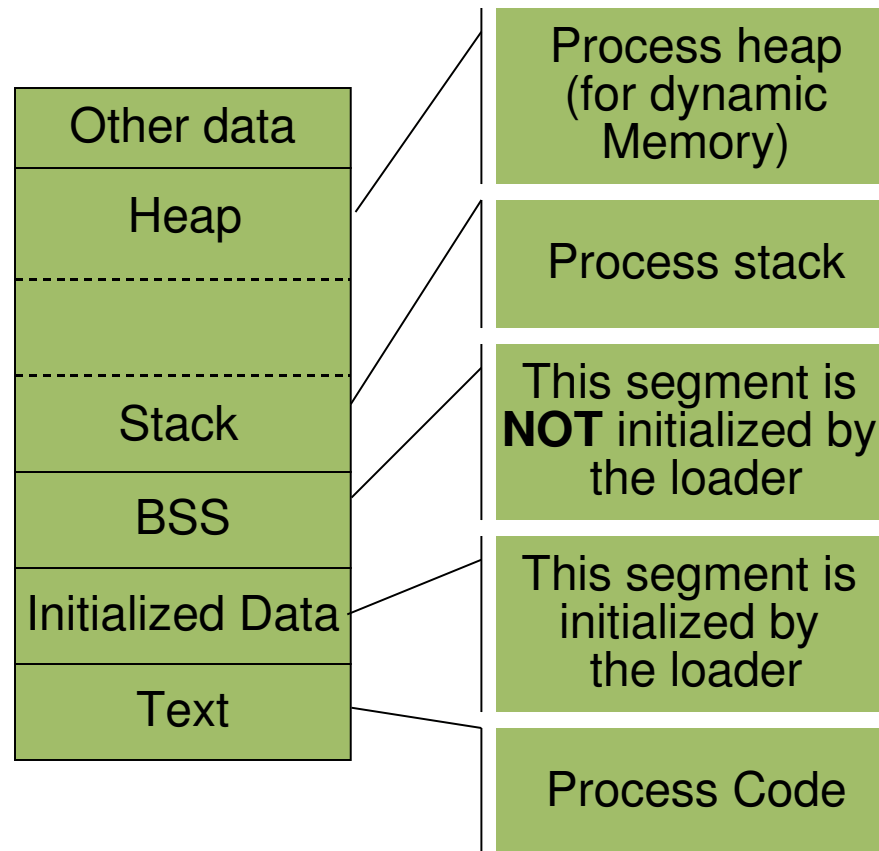 Other data
Heap
Stack
BSS
Initialized Data
Text
Process heap
(for dynamic
Memory)
Process stack
This segment is
NOT initialized by
the loader
This segment is
initialized by
the loader
Process Code